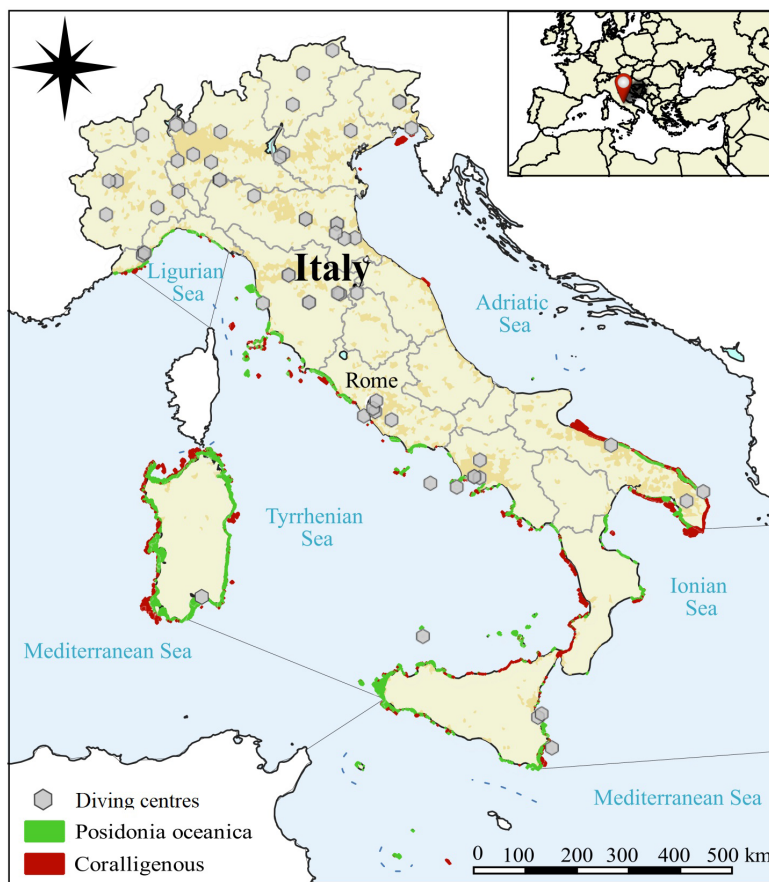 Ligurian
Sea
Italy
Adriatic
Sea
Rome
Tyrrhenian
Sea
Ionian
Sea
Mediterranean Sea
Mediterranean Sea
Diving centres
Posidonia oceanica
Coralligenous
0 100 200 300 400 500 km